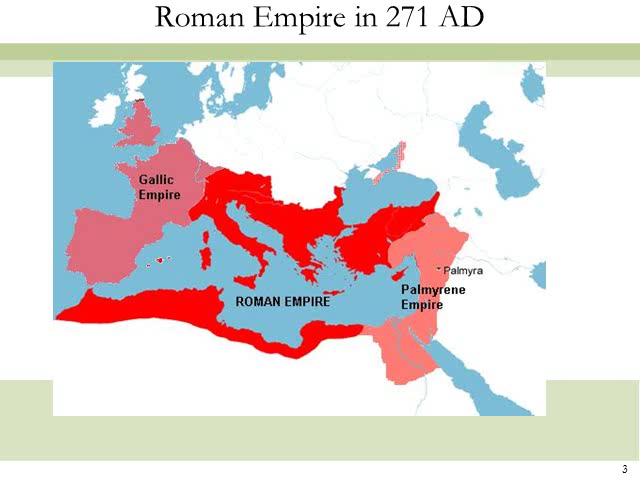 Roman Empire in 271 AD
Gallic
Empire
Palmyra
Palmyrene
Empire
ROMAN EMPIRE
3